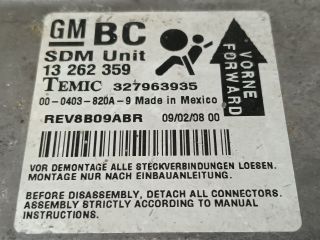 GM BC
SDM Unit
13 262 359
TEMIC 327963935
00-0403-820A-9 Made in Mexico
REV8B09ABR 09/02/08 00
VORNE
FORWARD
VOR DEMONTAGE ALLE STECKVERBINDUNGEN LOESEN.
MONTAGE NUR NACH EINBAUANLEITUNG.
BEFORE DISASSEMBLY, DETACH ALL CONNECTORS.
ASSEMBLY STRICTLY ACCORDING TO MANUAL
INSTRUCTIONS.